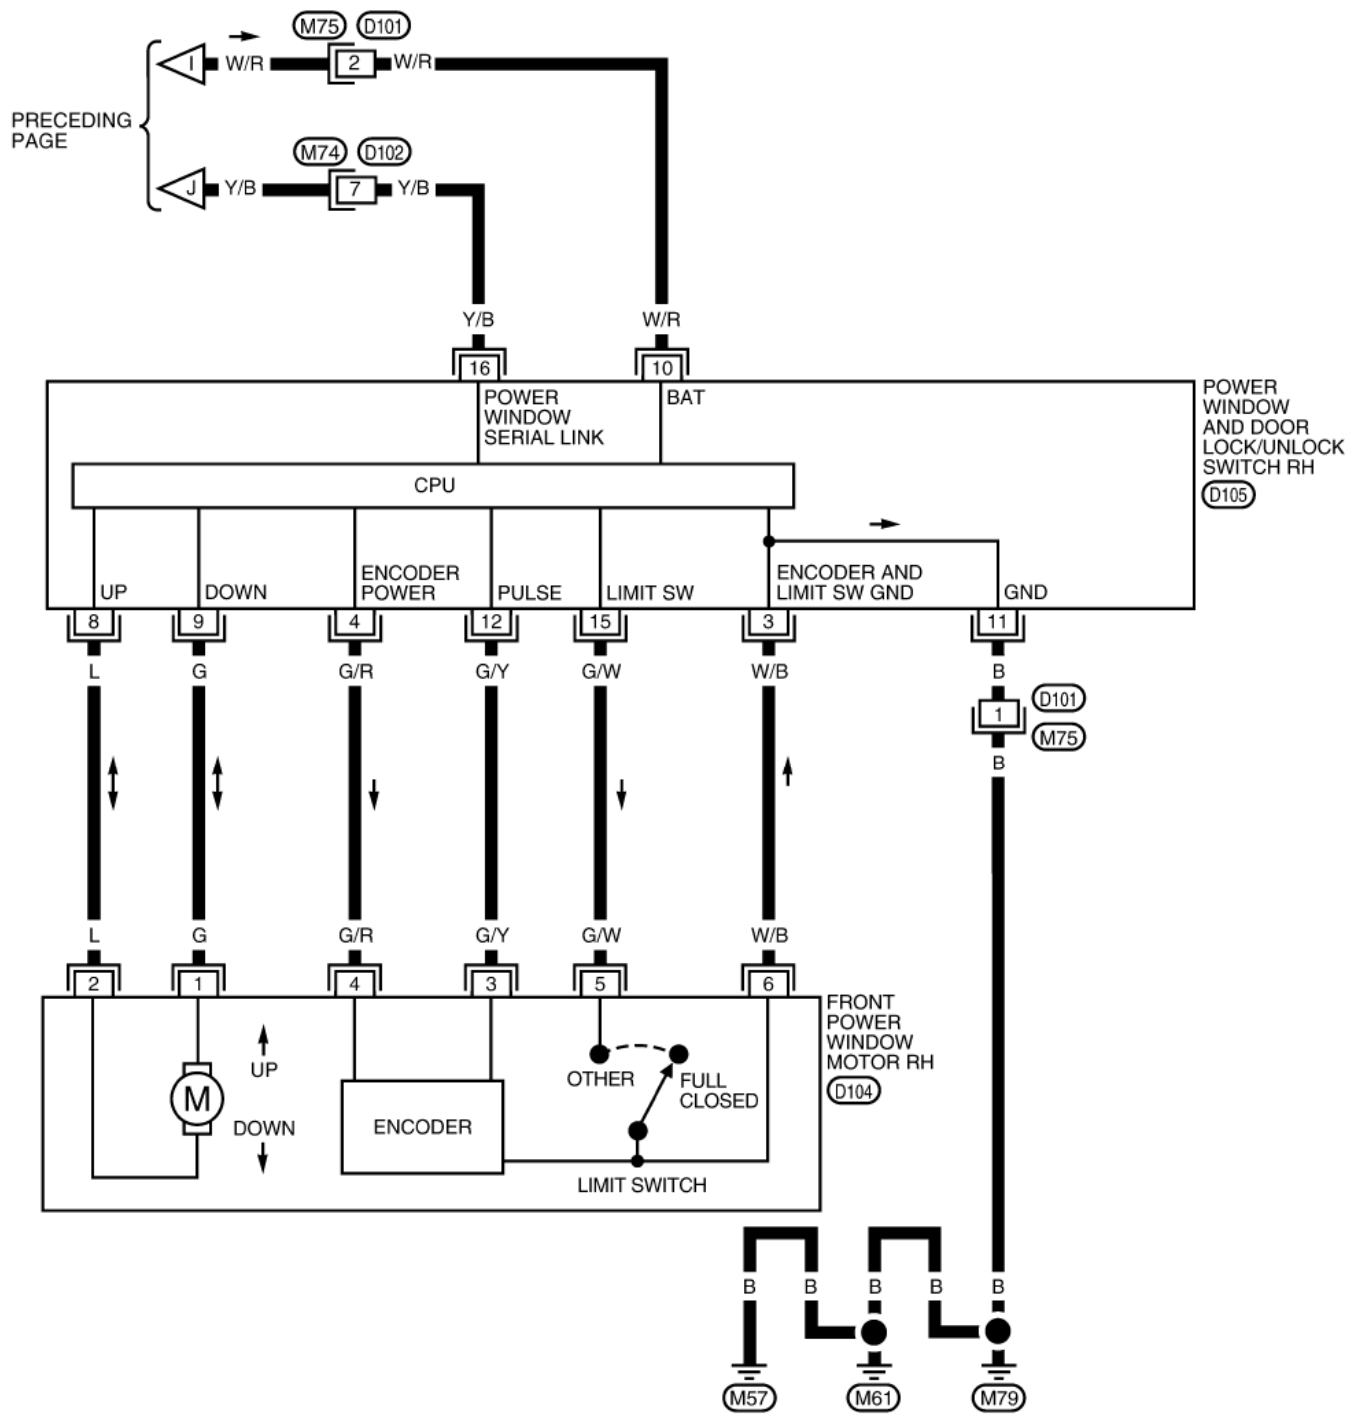 M75 D101
I W/R 2 W/R
PRECEDING
PAGE
M74 D102
J Y/B 7 Y/B
Y/B W/R
16 10
POWER
WINDOW
SERIAL LINK
BAT
POWER
WINDOW
AND DOOR
LOCK/UNLOCK
SWITCH RH
D105
CPU
UP
DOWN
ENCODER
POWER
PULSE
LIMIT SW
ENCODER AND
LIMIT SW GND
GND
8 9 4 12 15 3 11
L G G/R G/Y G/W W/B B
1
D101
M75
B
L G G/R G/Y G/W W/B
2 1 4 3 5 6
FRONT
POWER
WINDOW
MOTOR RH
D104
UP
M
DOWN
ENCODER
OTHER
FULL
CLOSED
LIMIT SWITCH
B B B B B
M57 M61 M79